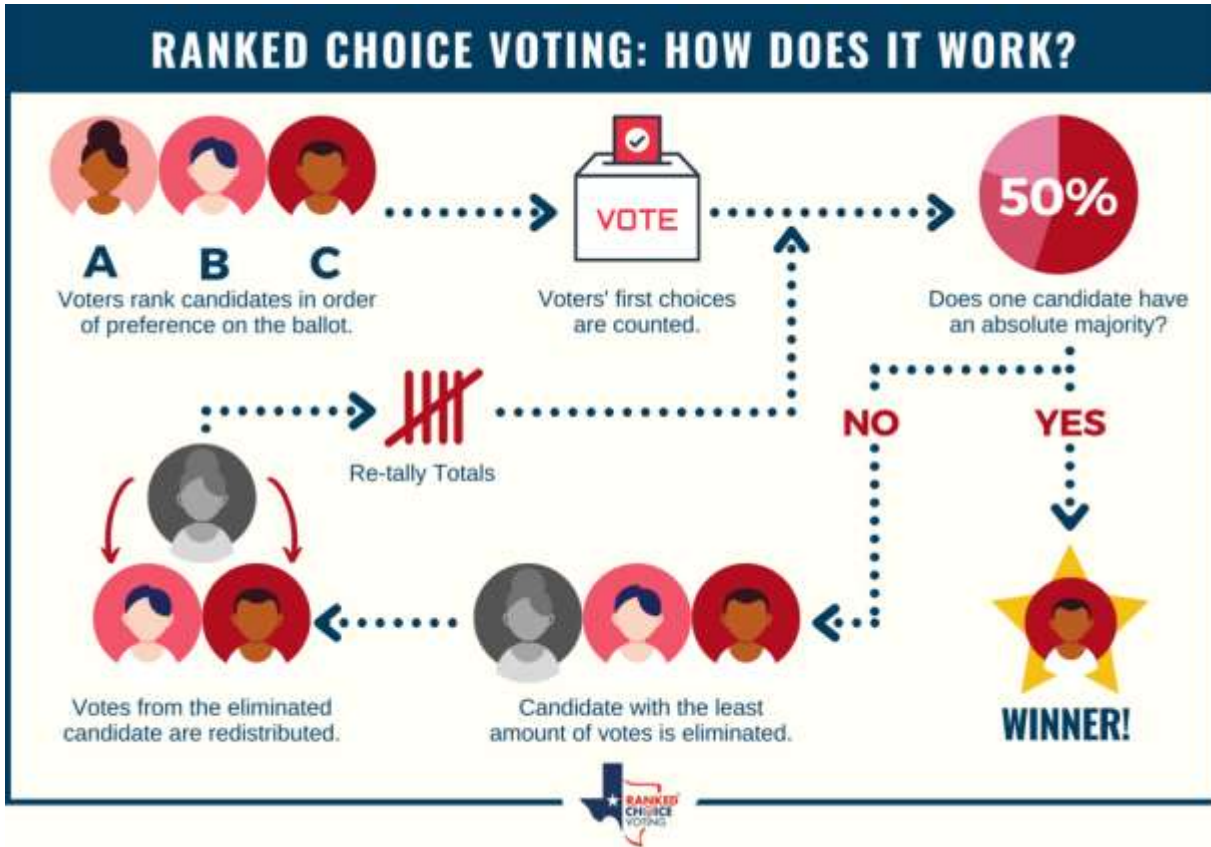 RANKED CHOICE VOTING: HOW DOES IT WORK?
A B C
Voters rank candidates in order
of preference on the ballot.
VOTE
Voters' first choices
are counted.
50%
Does one candidate have
an absolute majority?
NO
YES
Re-tally Totals
Votes from the eliminated
candidate are redistributed.
Candidate with the least
amount of votes is eliminated.
WINNER!
RANKED
CHOICE
VOTING